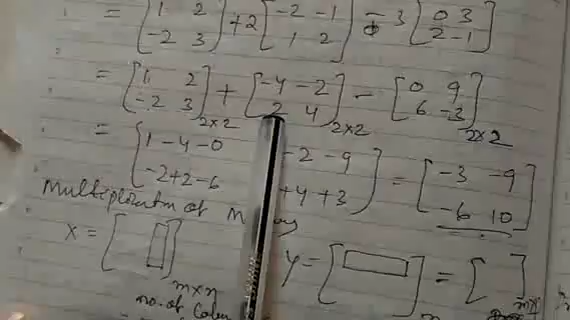 = [1 2 -2 3] + 2 [-2 -1 1 2] - 3 [0 3 2 -1]
= [1 2 -2 3] 2×2 + [-4 -2 2 4] 2×2 - [0 9 6 -3] 2×2
= [1-4-0 -2-9 -2+2-6 +4+3] = [-3 -9 -6 10]
of
x = [ ] m×n
y = [ ] = [ ]
no. of